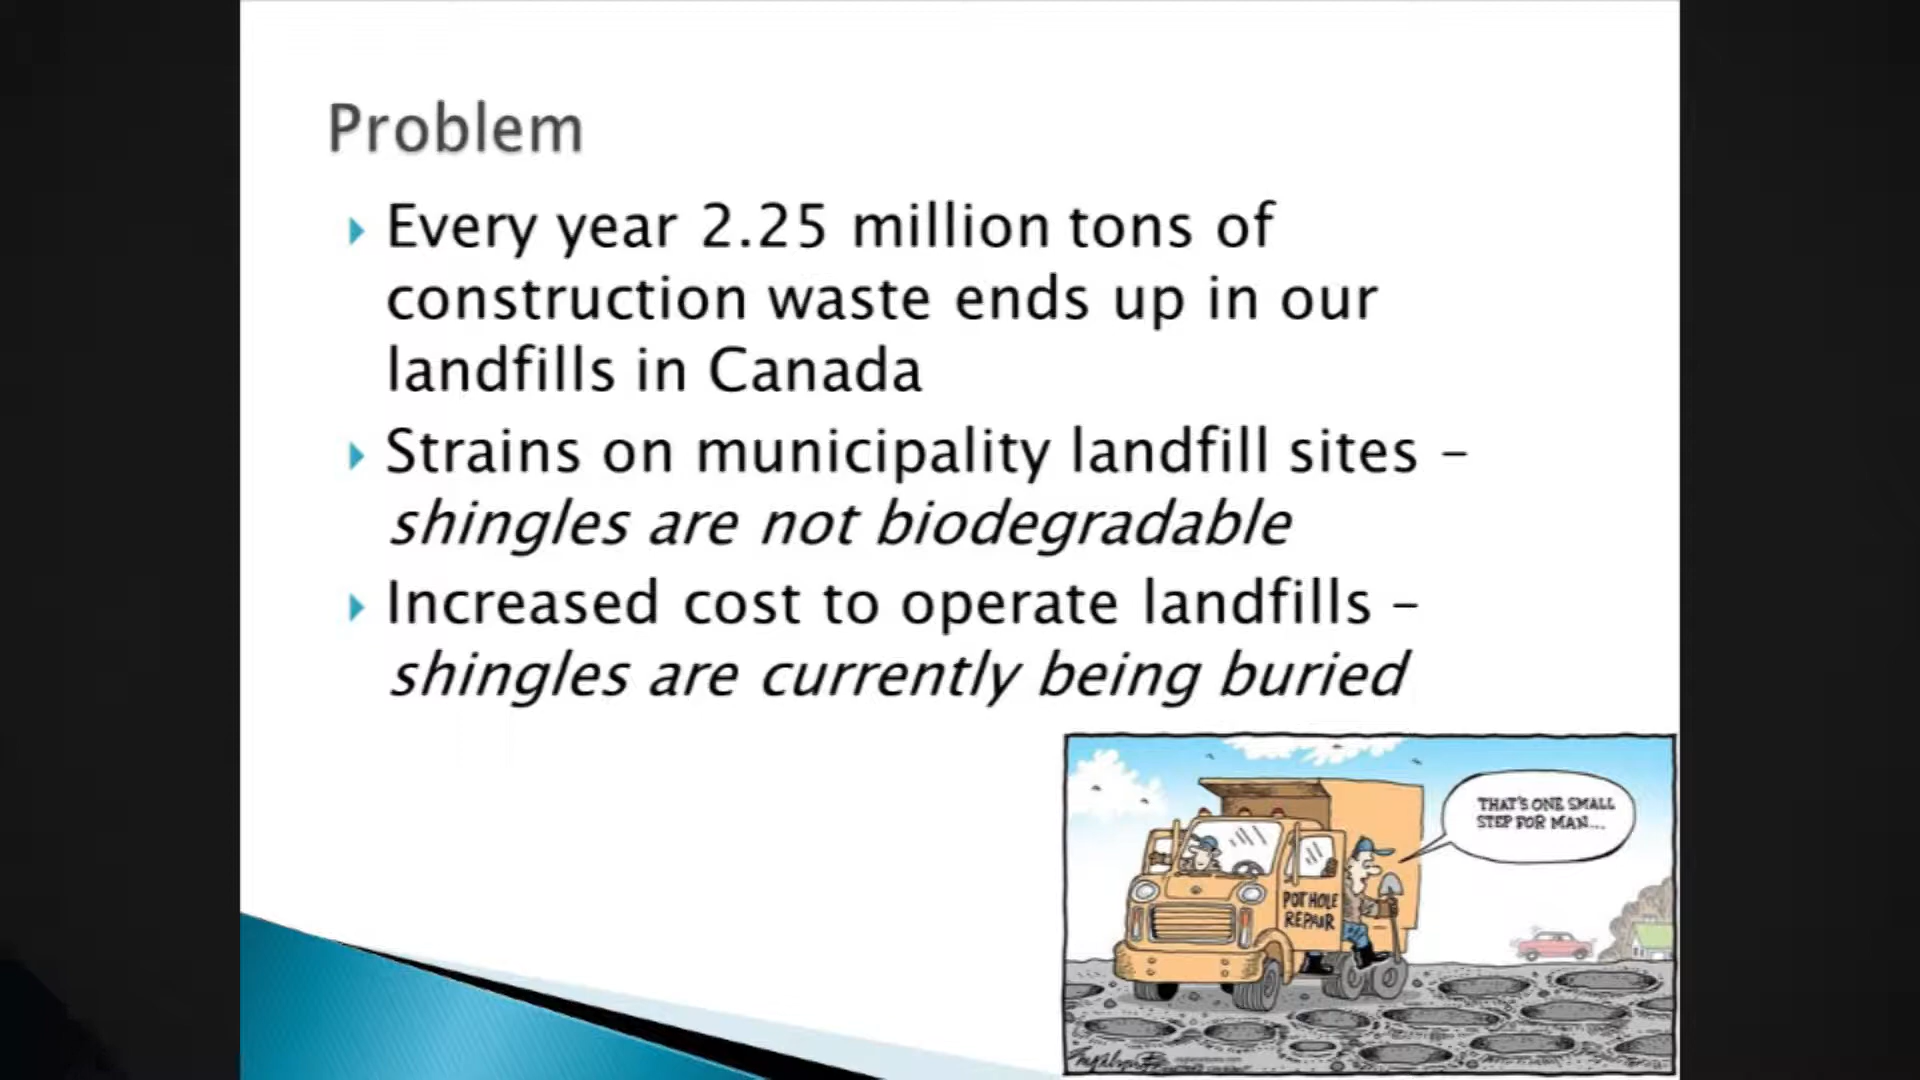 Problem
Every year 2.25 million tons of
construction waste ends up in our
landfills in Canada
Strains on municipality landfill sites –
shingles are not biodegradable
Increased cost to operate landfills –
shingles are currently being buried
THAT'S ONE SMALL
STEP FOR MAN...
POTHOLE
REPAIR